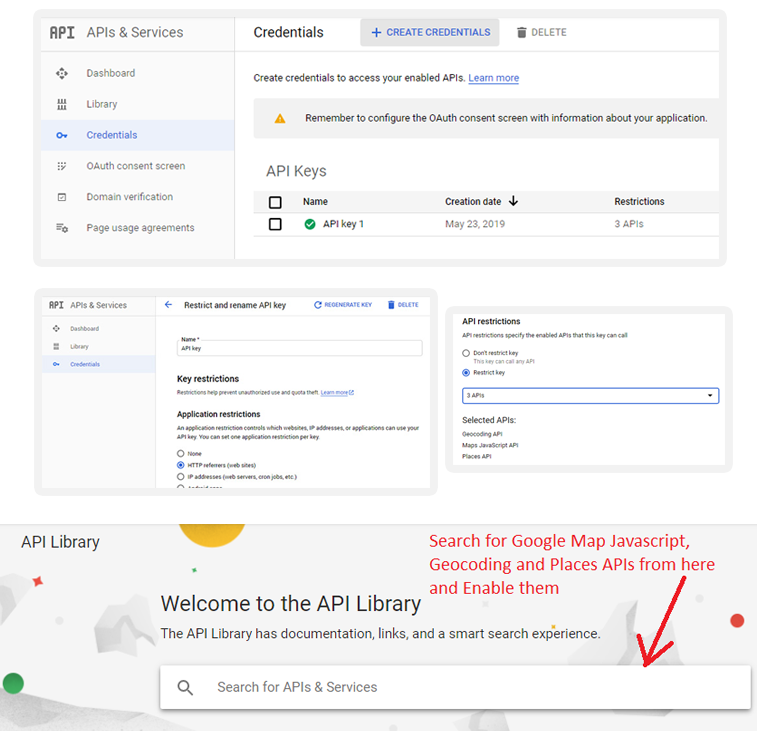 API APIs & Services
Credentials
+ CREATE CREDENTIALS
DELETE
Dashboard
Library
Credentials
OAuth consent screen
Domain verification
Page usage agreements
Create credentials to access your enabled APIs. Learn more
Remember to configure the OAuth consent screen with information about your application.
API Keys
Name Creation date Restrictions
API key 1 May 23, 2019 3 APIs
API APIs & Services
Dashboard
Library
Credentials
Restrict and rename API key
REGENERATE KEY
DELETE
Name *
API key
Key restrictions
Restrictions help prevent unauthorized use and quota theft. Learn more
Application restrictions
An application restriction controls which websites, IP addresses, or applications can use your
API key. You can set one application restriction per key.
None
HTTP referrers (web sites)
IP addresses (web servers, cron jobs, etc.)
API restrictions
API restrictions specify the enabled APIs that this key can call
Don't restrict key
This key can call any API
Restrict key
3 APIs
Selected APIs:
Geocoding API
Maps JavaScript API
Places API
API Library
Search for Google Map Javascript,
Geocoding and Places APIs from here
and Enable them
Welcome to the API Library
The API Library has documentation, links, and a smart search experience.
Search for APIs & Services